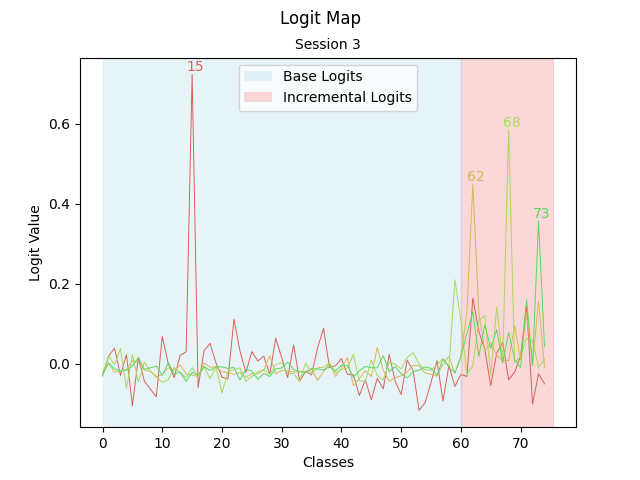 Logit Map
Session 3
15
Base Logits
Incremental Logits
68
62
73
0.6
0.4
0.2
0.0
Logit Value
0 10 20 30 40 50 60 70
Classes